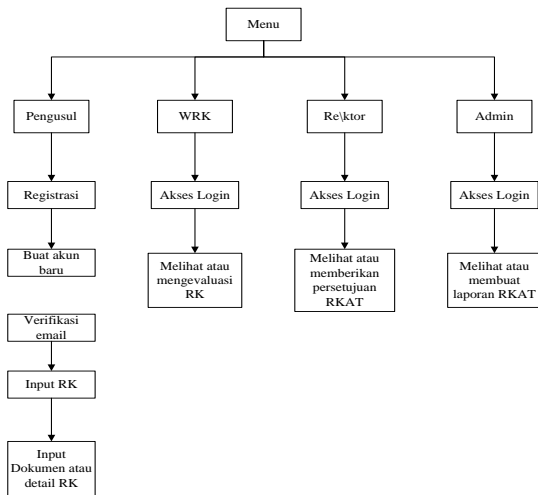 Menu
Pengusul
WRK
Re\ktor
Admin
Registrasi
Akses Login
Akses Login
Akses Login
Buat akun
baru
Melihat atau
mengevaluasi
RK
Melihat atau
memberikan
persetujuan
RKAT
Melihat atau
membuat
laporan RKAT
Verifikasi
email
Input RK
Input
Dokumen atau
detail RK